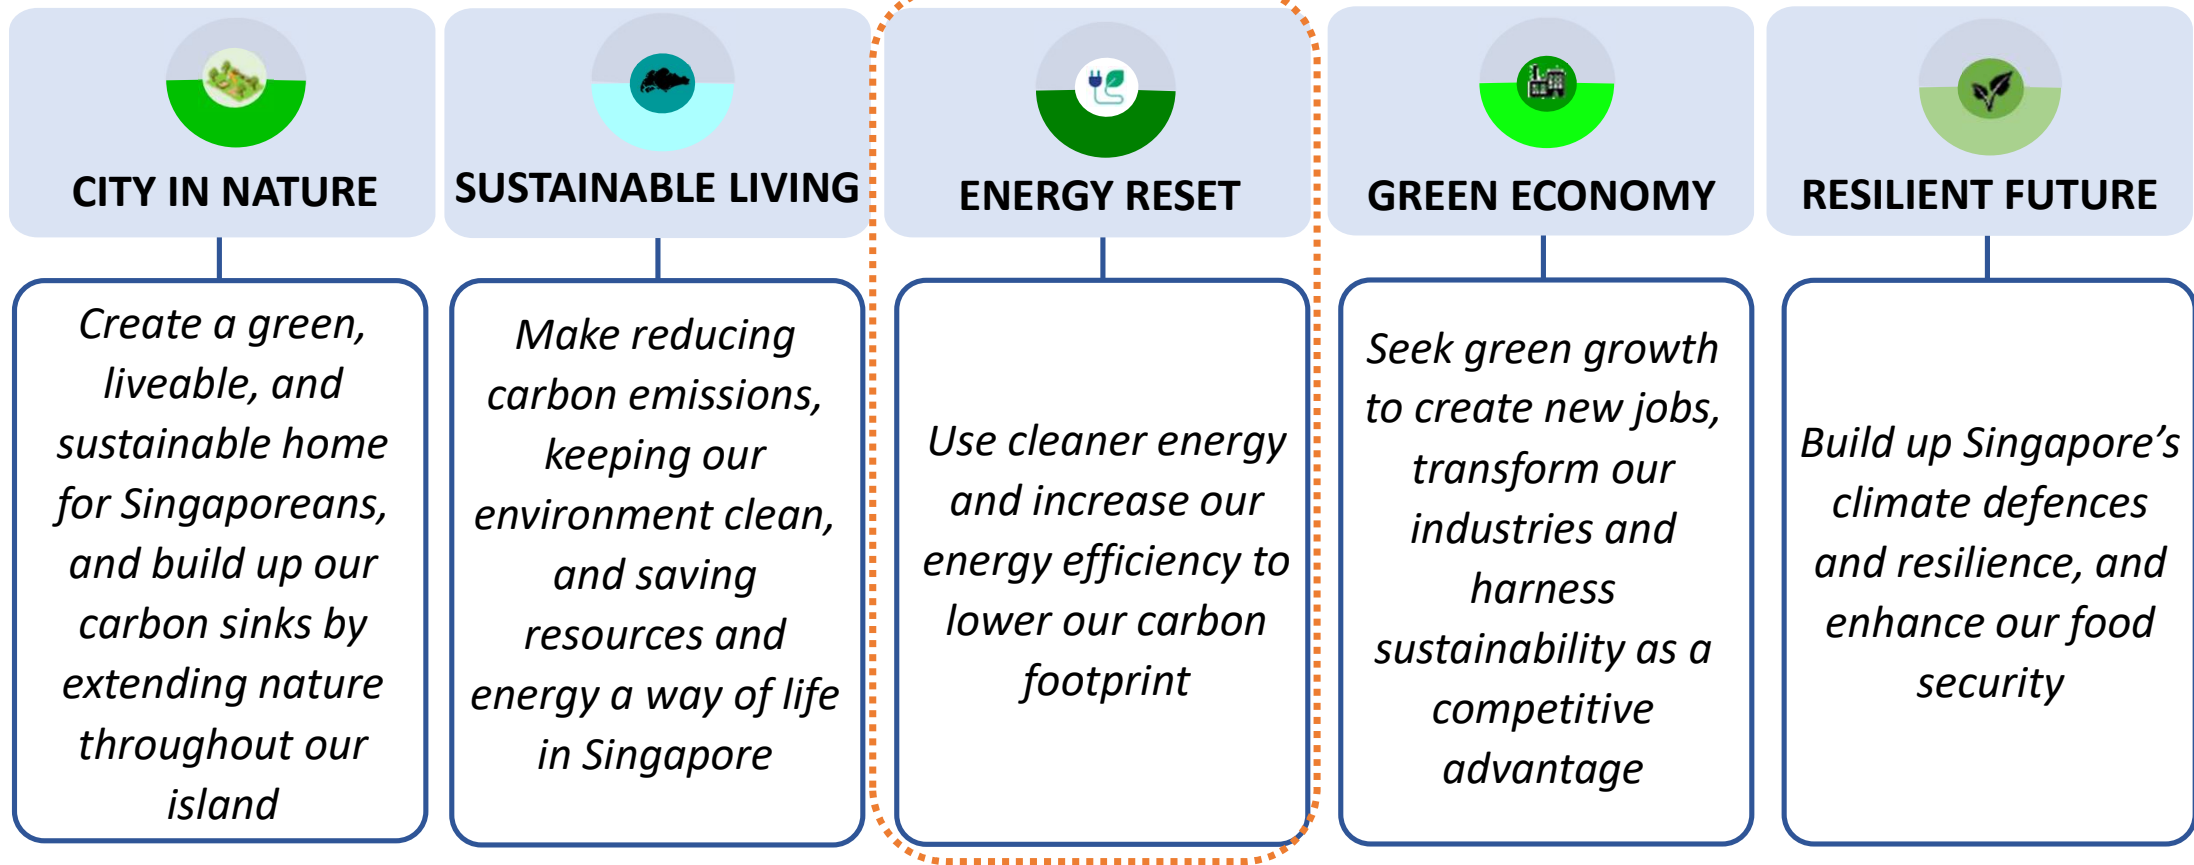 CITY IN NATURE
Create a green,
liveable, and
sustainable home
for Singaporeans,
and build up our
carbon sinks by
extending nature
throughout our
island
SUSTAINABLE LIVING
Make reducing
carbon emissions,
keeping our
environment clean,
and saving
resources and
energy a way of life
in Singapore
ENERGY RESET
Use cleaner energy
and increase our
energy efficiency to
lower our carbon
footprint
GREEN ECONOMY
Seek green growth
to create new jobs,
transform our
industries and
harness
sustainability as a
competitive
advantage
RESILIENT FUTURE
Build up Singapore’s
climate defences
and resilience, and
enhance our food
security